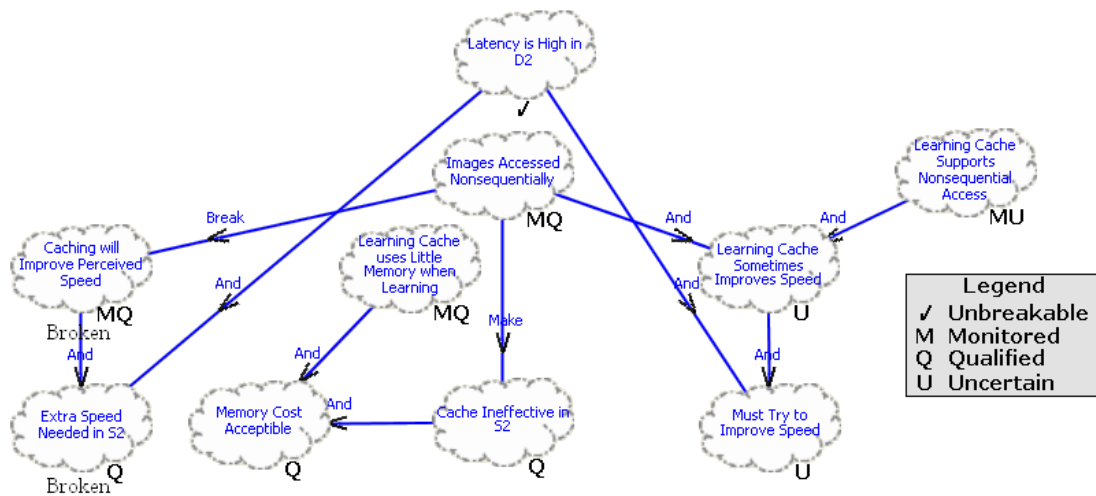 Latency is High in
D2
✓
Images Accessed
Nonsequentially
MQ
Learning Cache
Supports
Nonsequential
Access
MU
Break
And
And
Caching will
Improve Perceived
Speed
MQ
Broken
Learning Cache
uses Little
Memory when
Learning
MQ
Learning Cache
Sometimes
Improves Speed
U
And
And
Make
And
And
And
And
Extra Speed
Needed in S2
Q
Broken
Memory Cost
Acceptible
Q
Cache Ineffective in
S2
Q
Must Try to
Improve Speed
U
Legend
✓ Unbreakable
M Monitored
Q Qualified
U Uncertain